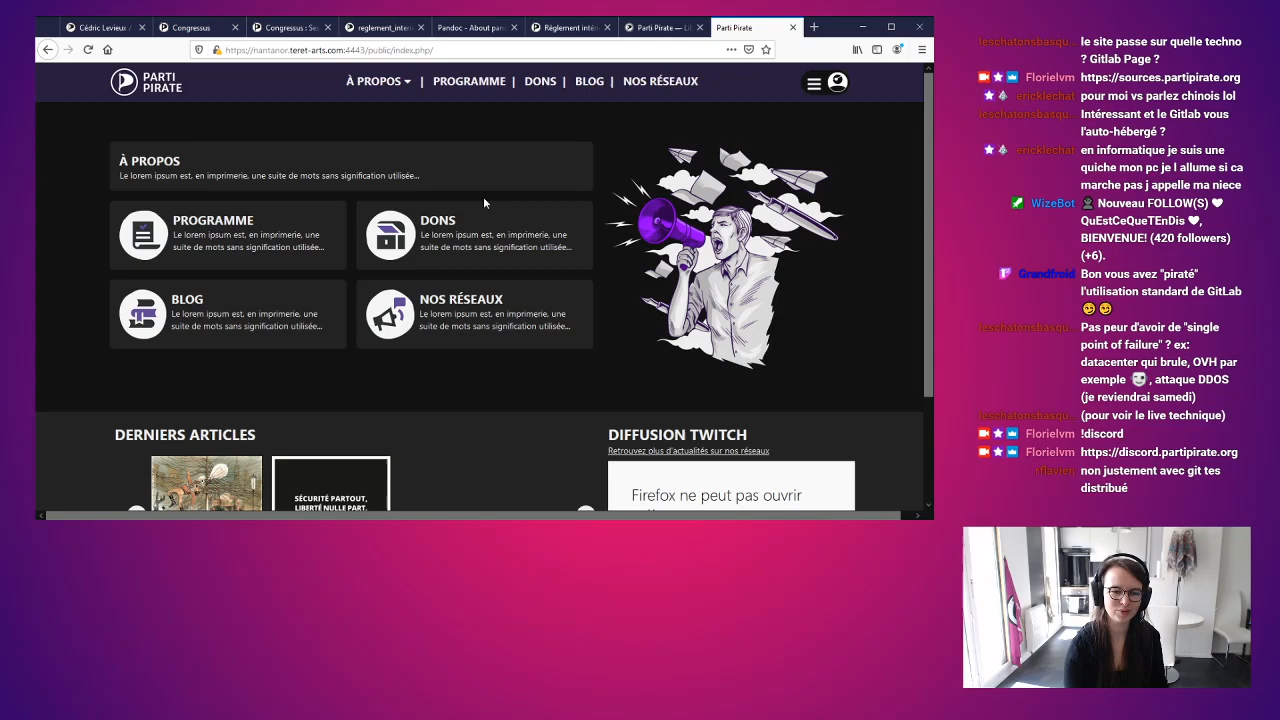 Cédric Levieux /
Congressus
Congressus : Sé
reglement_interi
Pandoc - About pan
Règlement intéri
Parti Pirate — Li
Parti Pirate
https://nantanor.teret-arts.com:4443/public/index.php/
PARTI
PIRATE
À PROPOS | PROGRAMME | DONS | BLOG | NOS RÉSEAUX
À PROPOS
Le lorem ipsum est, en imprimerie, une suite de mots sans signification utilisée...
PROGRAMME
Le lorem ipsum est, en imprimerie, une
suite de mots sans signification utilisée...
DONS
Le lorem ipsum est, en imprimerie, une
suite de mots sans signification utilisée...
BLOG
Le lorem ipsum est, en imprimerie, une
suite de mots sans signification utilisée...
NOS RÉSEAUX
Le lorem ipsum est, en imprimerie, une
suite de mots sans signification utilisée...
DERNIERS ARTICLES
SÉCURITÉ PARTOUT,
LIBERTÉ NULLE PART.
DIFFUSION TWITCH
Retrouvez plus d'actualités sur nos réseaux
Firefox ne peut pas ouvrir
leschatonsbasqu... le site passe sur quelle techno
? Gitlab Page ?
Florielvm https://sources.partipirate.org
ericklechat pour moi vs parlez chinois lol
leschatonsbasqu... Intéressant et le Gitlab vous
l'auto-hébergé ?
ericklechat en informatique je suis une
quiche mon pc je l allume si ca
marche pas j appelle ma niece
WizeBot Nouveau FOLLOW(S)
QuEstCeQueTEnDis
BIENVENUE! (420 followers)
(+6).
Grandfroid Bon vous avez "piraté"
l'utilisation standard de GitLab
leschatonsbasqu... Pas peur d'avoir de "single
point of failure" ? ex:
datacenter qui brule, OVH par
exemple , attaque DDOS
(je reviendrai samedi)
leschatonsbasqu... (pour voir le live technique)
Florielvm !discord
Florielvm https://discord.partipirate.org
rflavien non justement avec git tes
distribué